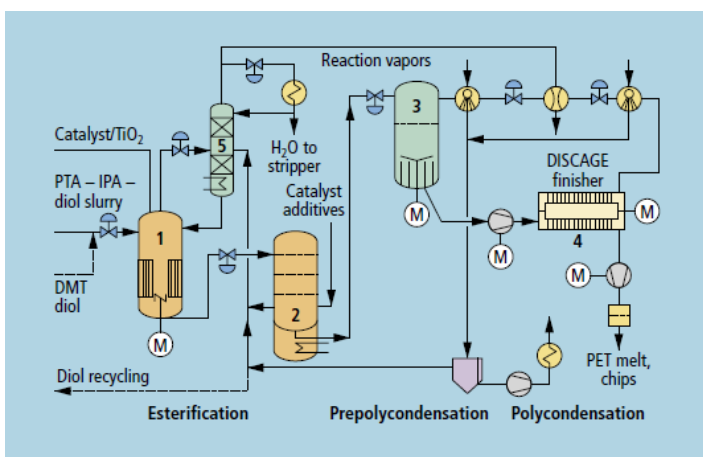 Reaction vapors
3
Catalyst/TiO₂
5
H₂O to
stripper
DISCAGE
finisher
PTA – IPA –
diol slurry
Catalyst
additives
M
M
1
M
4
M
DMT
diol
2
M
PET melt,
chips
Diol recycling
Esterification
Prepolycondensation
Polycondensation